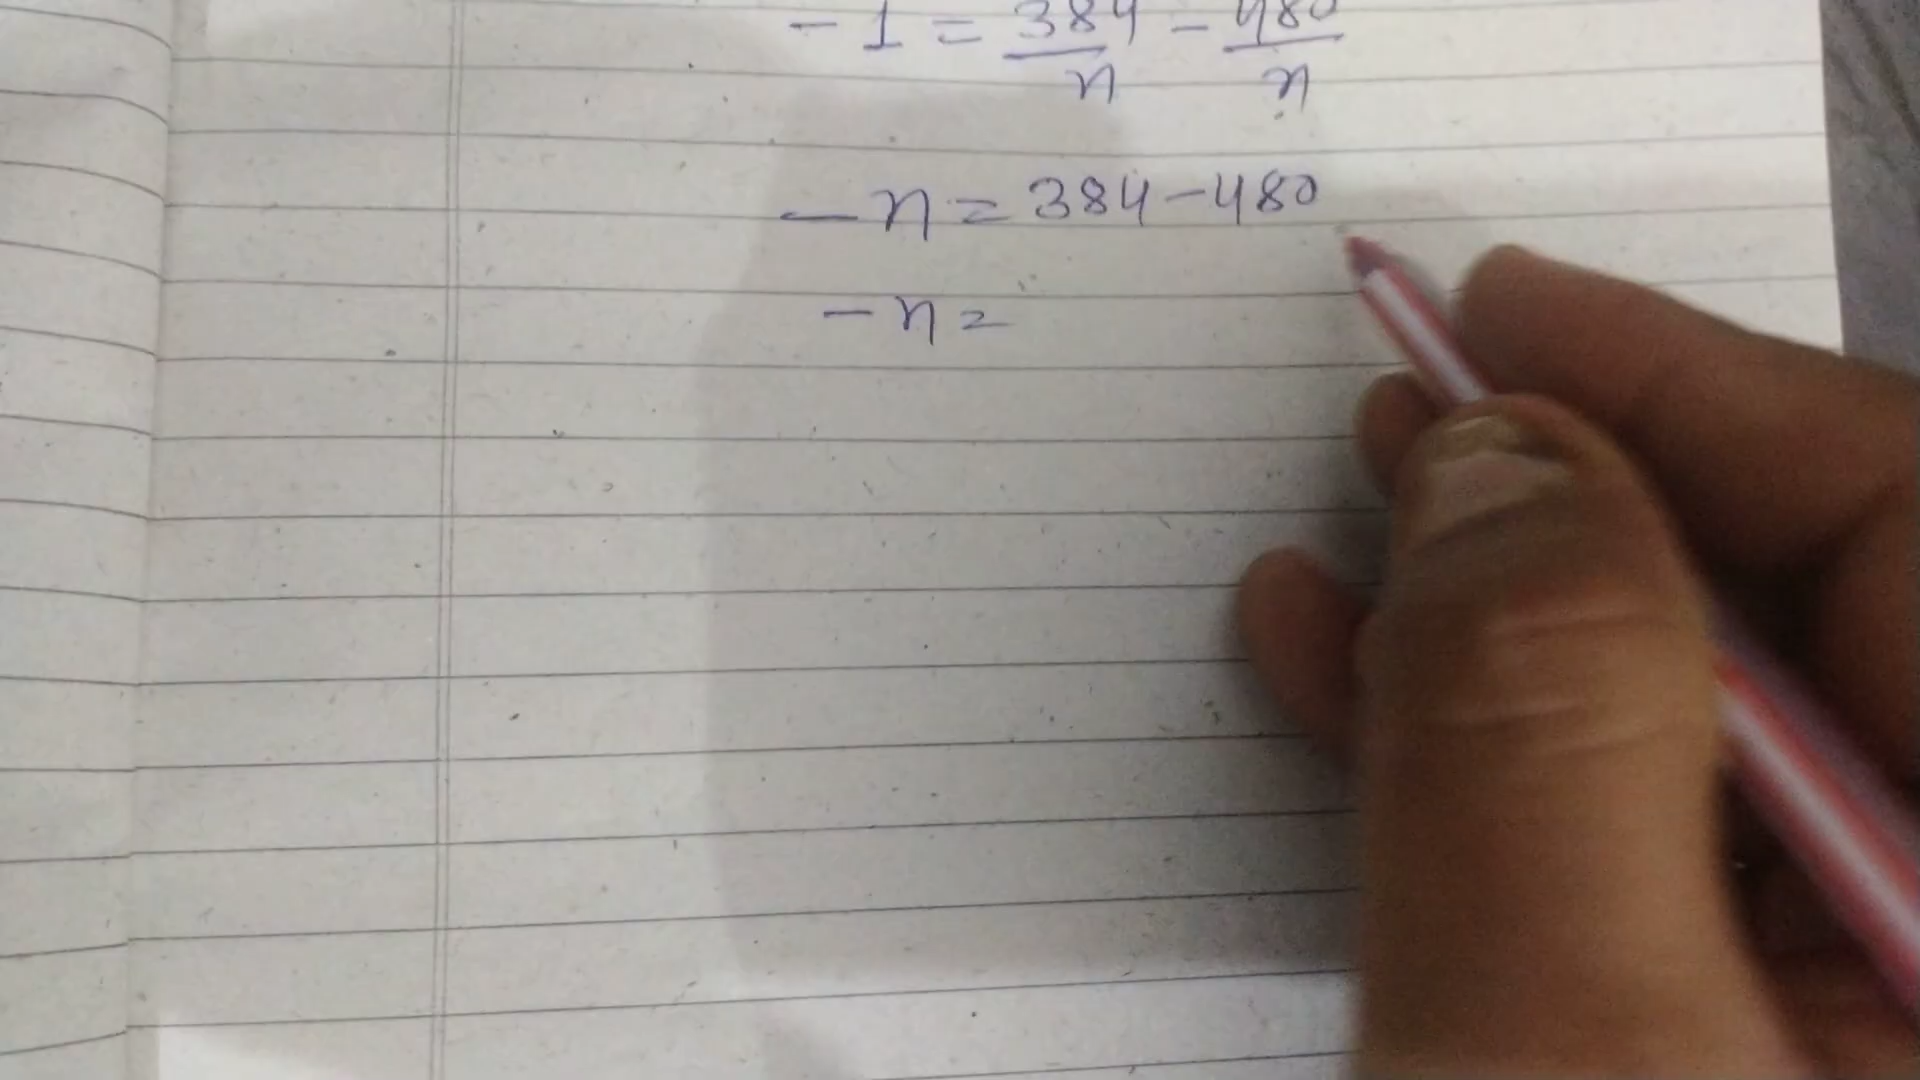 - 1 = 384/n - 480/n
- n = 384 - 480
- n =